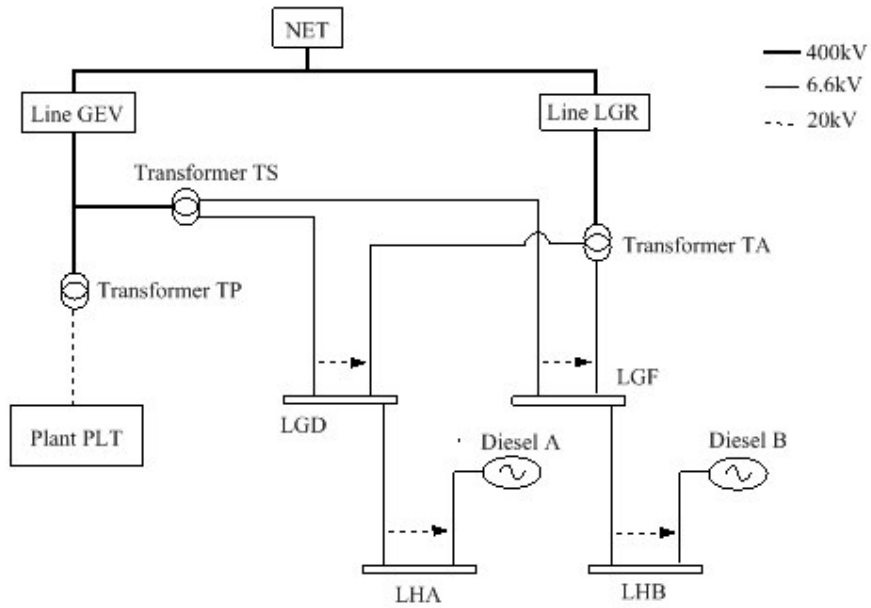 NET
400kV
6.6kV
20kV
Line GEV
Line LGR
Transformer TS
Transformer TA
Transformer TP
LGF
Plant PLT
LGD
Diesel A
Diesel B
LHA
LHB